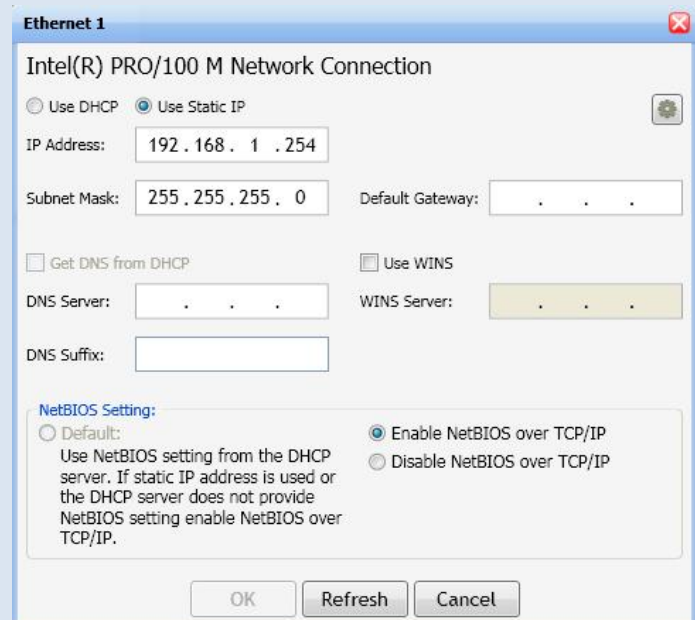 Ethernet 1
Intel(R) PRO/100 M Network Connection
Use DHCP Use Static IP
IP Address: 192.168. 1 .254
Subnet Mask: 255.255.255. 0 Default Gateway: . . .
Get DNS from DHCP Use WINS
DNS Server: . . . WINS Server: . . .
DNS Suffix:
NetBIOS Setting:
Default: Enable NetBIOS over TCP/IP
Use NetBIOS setting from the DHCP Disable NetBIOS over TCP/IP
server. If static IP address is used or
the DHCP server does not provide
NetBIOS setting enable NetBIOS over
TCP/IP.
OK Refresh Cancel